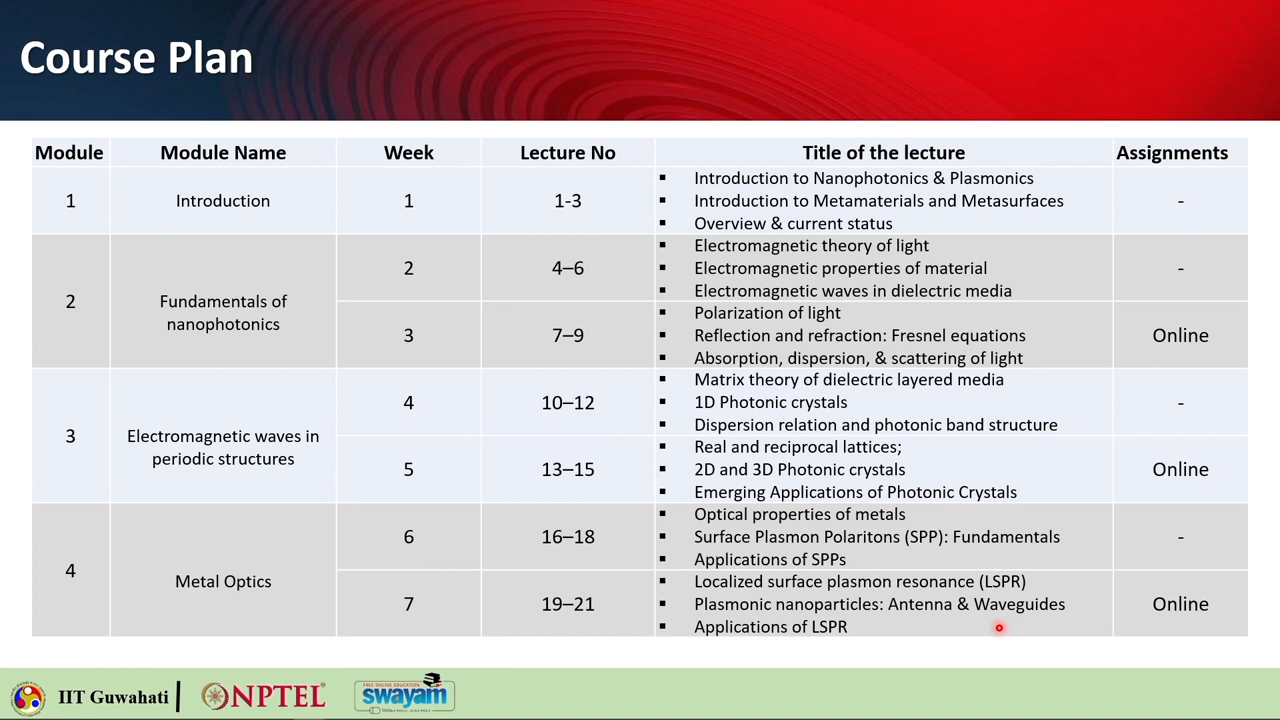 Course Plan
Module Module Name Week Lecture No Title of the lecture Assignments
1 Introduction 1 1-3
▪ Introduction to Nanophotonics & Plasmonics
▪ Introduction to Metamaterials and Metasurfaces
▪ Overview & current status
-
2 Fundamentals of
nanophotonics
2 4–6
▪ Electromagnetic theory of light
▪ Electromagnetic properties of material
▪ Electromagnetic waves in dielectric media
-
3 7–9
▪ Polarization of light
▪ Reflection and refraction: Fresnel equations
▪ Absorption, dispersion, & scattering of light
Online
3 Electromagnetic waves in
periodic structures
4 10–12
▪ Matrix theory of dielectric layered media
▪ 1D Photonic crystals
▪ Dispersion relation and photonic band structure
-
5 13–15
▪ Real and reciprocal lattices;
▪ 2D and 3D Photonic crystals
▪ Emerging Applications of Photonic Crystals
Online
4 Metal Optics
6 16–18
▪ Optical properties of metals
▪ Surface Plasmon Polaritons (SPP): Fundamentals
▪ Applications of SPPs
-
7 19–21
▪ Localized surface plasmon resonance (LSPR)
▪ Plasmonic nanoparticles: Antenna & Waveguides
▪ Applications of LSPR
Online
IIT Guwahati
NPTEL
FREE ONLINE EDUCATION
swayam